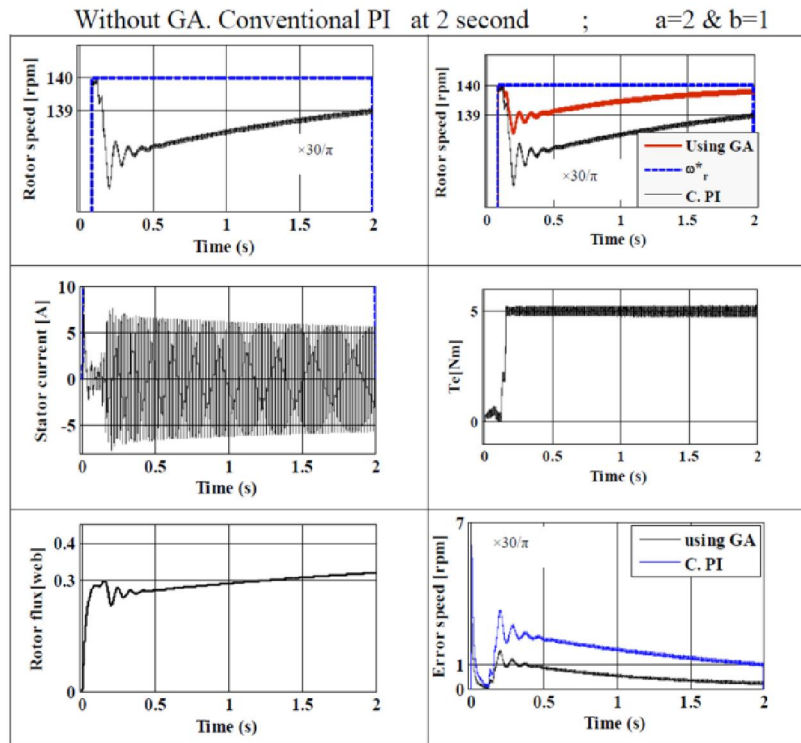 Without GA. Conventional PI at 2 second ; a=2 & b=1
Rotor speed [rpm]
140
139
×30/π
0 0.5 1 1.5 2
Time (s)
Rotor speed [rpm]
140
139
×30/π
Using GA
ω*r
C. PI
0 0.5 1 1.5 2
Time (s)
Stator current [A]
10
5
0
-5
0 0.5 1 1.5 2
Time (s)
Te[Nm]
5
0
0 0.5 1 1.5 2
Time (s)
Rotor flux[web]
0.4
0.3
0
0 0.5 1 1.5 2
Time (s)
Error speed [rpm]
7
1
0
×30/π
using GA
C. PI
0 0.5 1 1.5 2
Time (s)